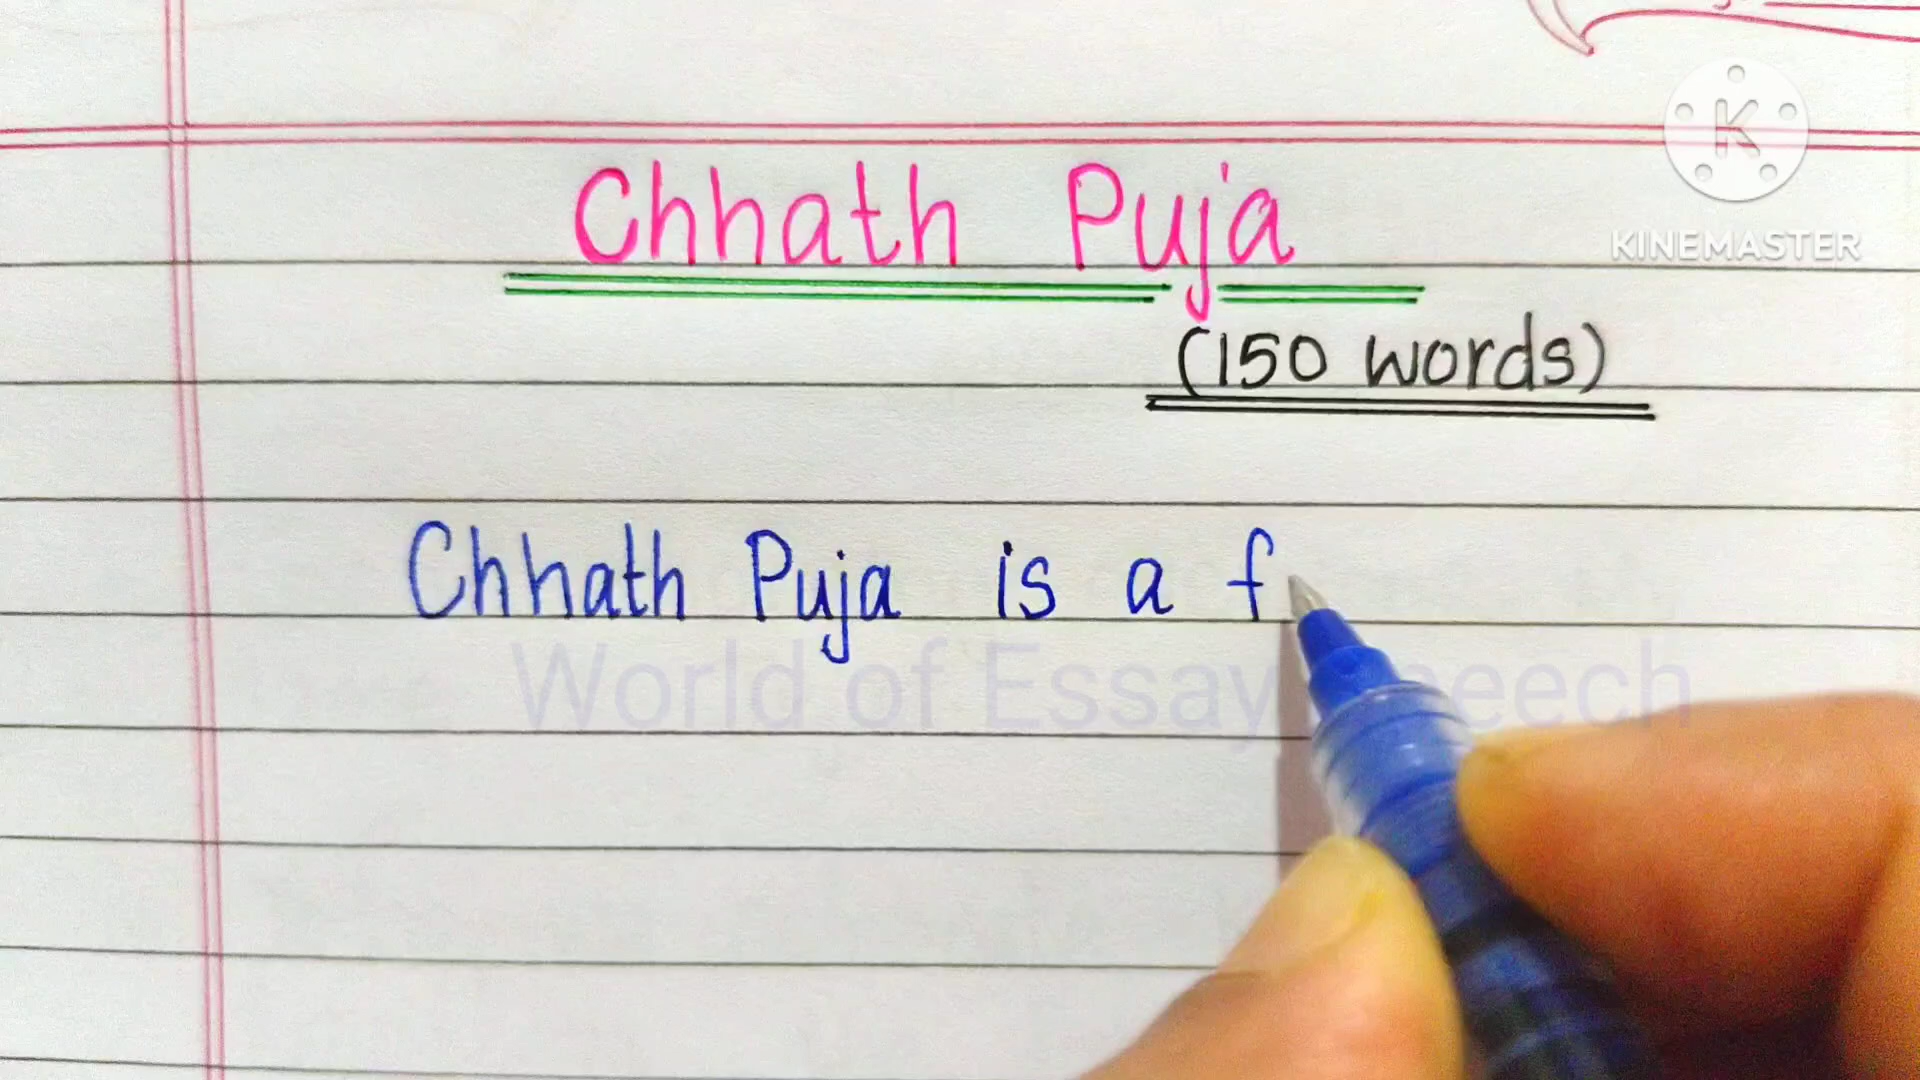 Chhath Puja
KINEMASTER
(150 words)
Chhath Puja is a f
World of Essay